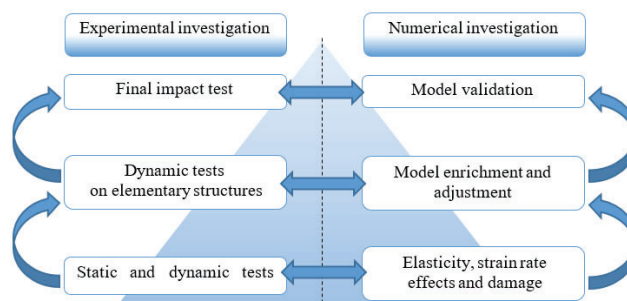 Experimental investigation
Numerical investigation
Final impact test
Model validation
Dynamic tests
on elementary structures
Model enrichment and
adjustment
Static and dynamic tests
Elasticity, strain rate
effects and damage